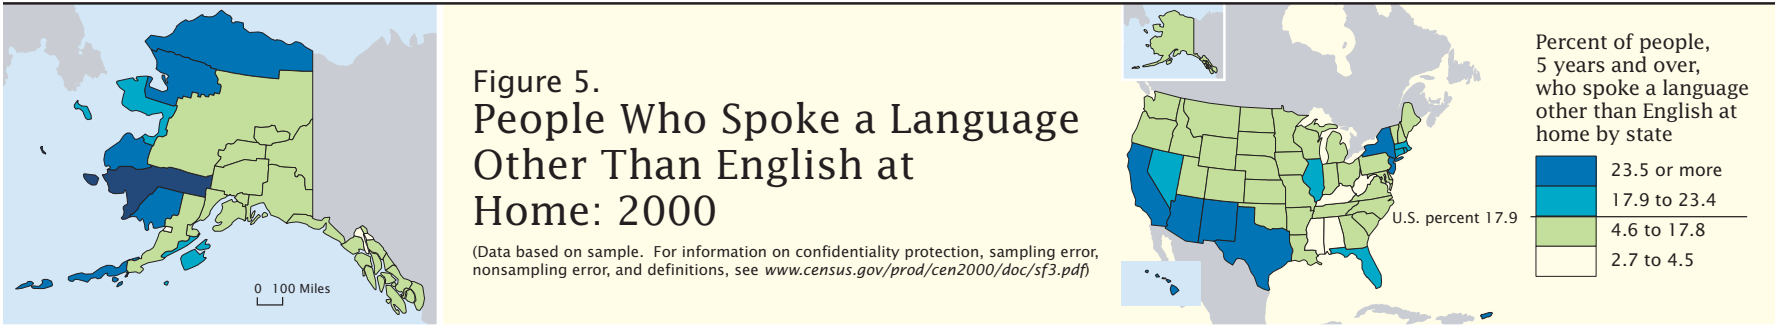 0 100 Miles
Figure 5.
People Who Spoke a Language
Other Than English at
Home: 2000
(Data based on sample. For information on confidentiality protection, sampling error,
nonsampling error, and definitions, see www.census.gov/prod/cen2000/doc/sf3.pdf)
U.S. percent 17.9
Percent of people,
5 years and over,
who spoke a language
other than English at
home by state
23.5 or more
17.9 to 23.4
4.6 to 17.8
2.7 to 4.5